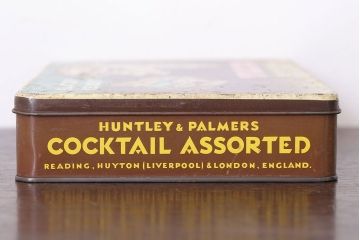 HUNTLEY & PALMERS
COCKTAIL ASSORTED
READING, HUYTON (LIVERPOOL) & LONDON, ENGLAND.